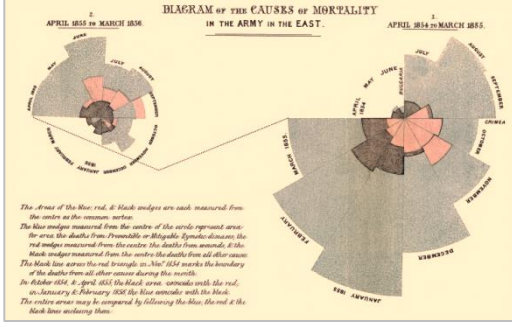 DIAGRAM OF THE CAUSES OF MORTALITY
IN THE ARMY IN THE EAST.
2.
APRIL 1855 TO MARCH 1856.
1.
APRIL 1854 TO MARCH 1855.
APRIL 1855
MAY
JUNE
JULY
AUGUST
SEPTEMBER
OCTOBER
NOVEMBER
DECEMBER
JANUARY 1856
FEBRUARY
MARCH
APRIL 1854
MAY
JUNE
BULGARIA
JULY
AUGUST
SEPTEMBER
CRIMEA
OCTOBER
NOVEMBER
DECEMBER
JANUARY 1855
FEBRUARY
MARCH 1855.
The Areas of the blue, red, & black wedges are each measured from
the centre as the common vertex.
The blue wedges measured from the centre of the circle represent area
for area the deaths from Preventible or Mitigable Zymotic diseases; the
red wedges measured from the centre the deaths from wounds; & the
black wedges measured from the centre the deaths from all other causes.
The black line across the red triangle in Nov.r 1854 marks the boundary
of the deaths from all other causes during the month.
In October 1854, & April 1855, the black area coincides with the red;
in January & February 1856, the blue coincides with the black.
The entire areas may be compared by following the blue, the red & the
black lines enclosing them.